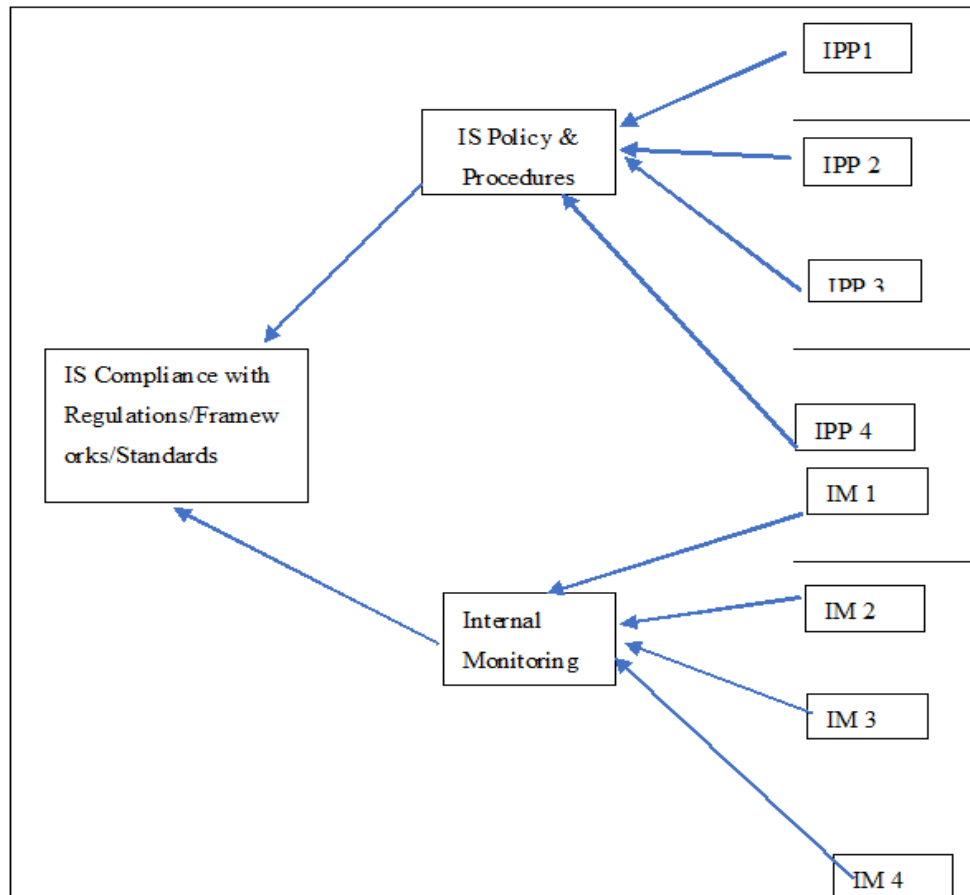 IPP1
IS Policy &
Procedures
IPP 2
IPP 3
IS Compliance with
Regulations/Framew
orks/Standards
IPP 4
IM 1
Internal
Monitoring
IM 2
IM 3
IM 4